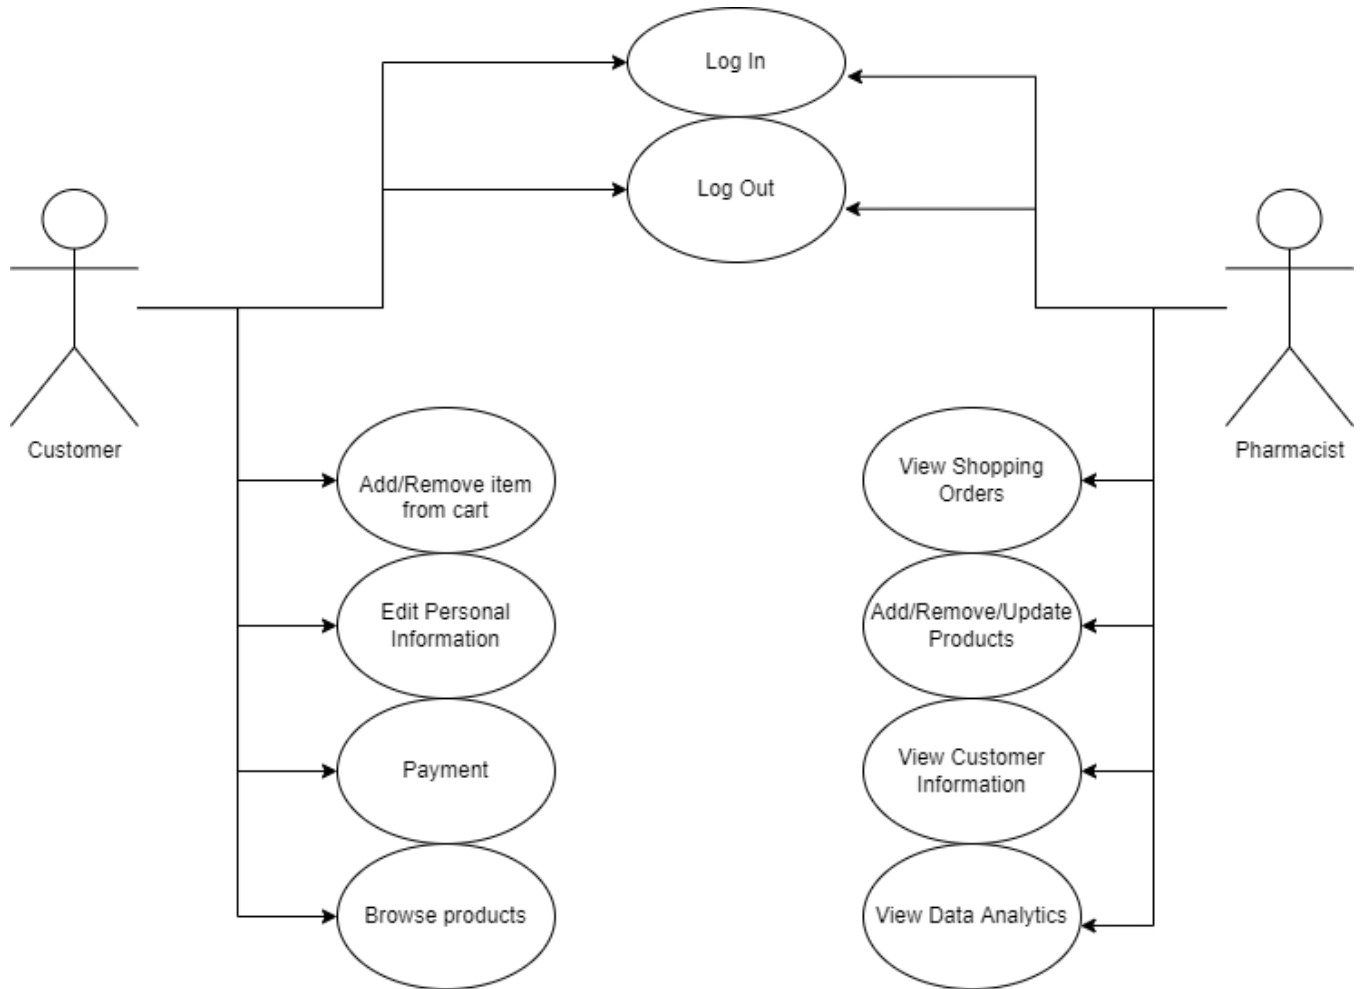 Log In
Log Out
Customer
Pharmacist
Add/Remove item
from cart
Edit Personal
Information
Payment
Browse products
View Shopping
Orders
Add/Remove/Update
Products
View Customer
Information
View Data Analytics